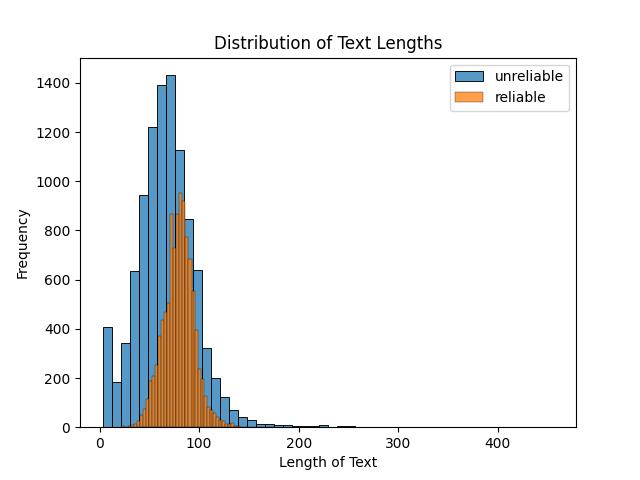 Distribution of Text Lengths
unreliable
reliable
1400
1200
1000
800
600
400
200
0
Frequency
0 100 200 300 400
Length of Text